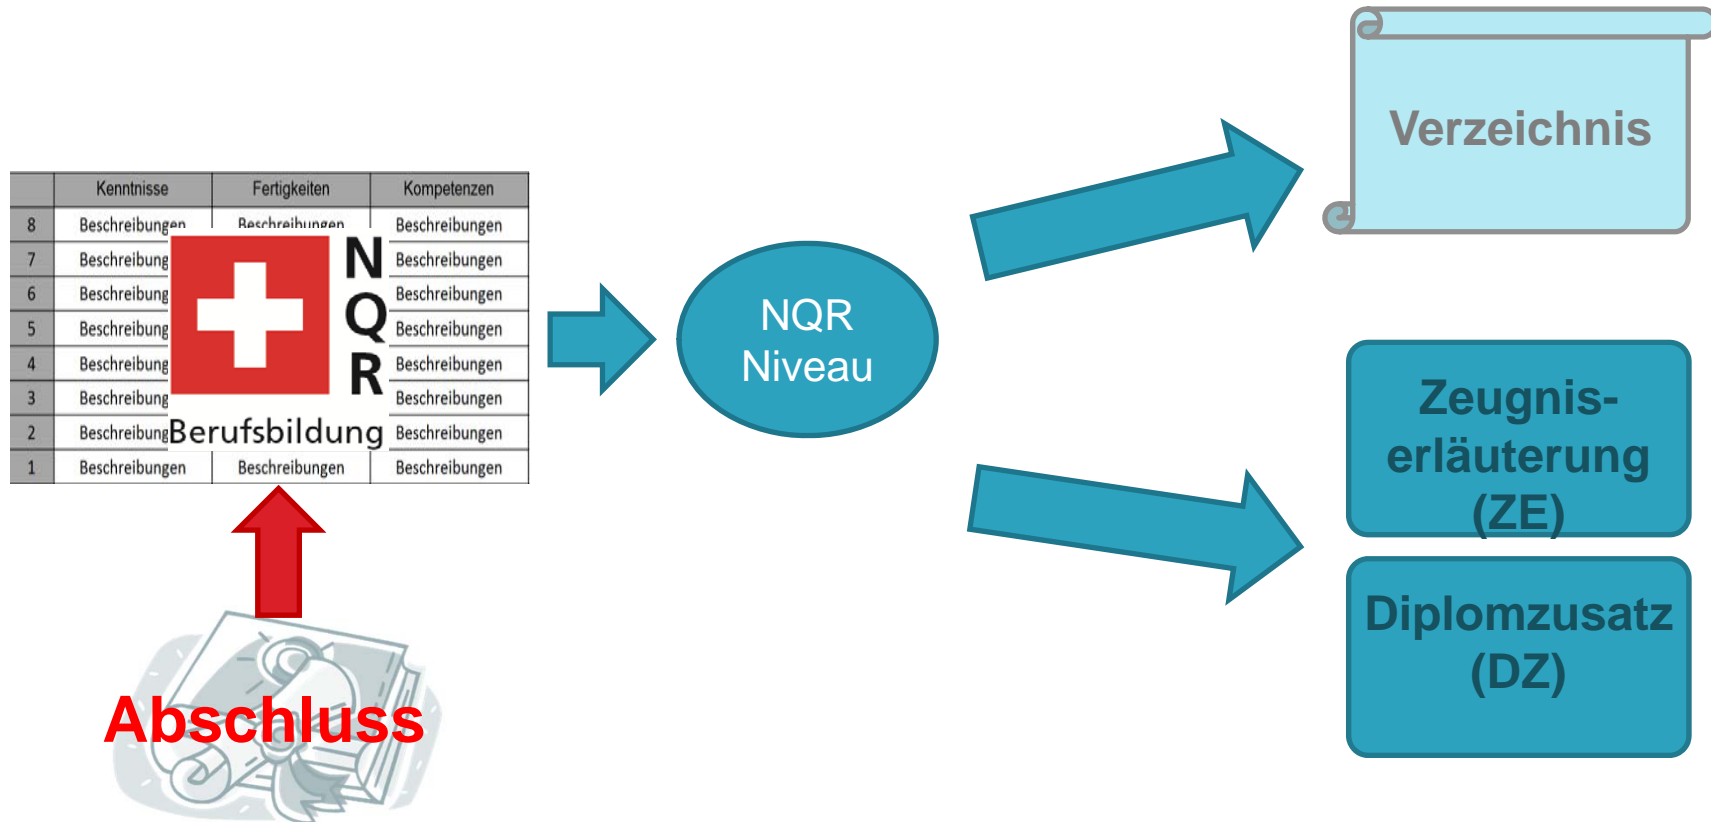 Kenntnisse Fertigkeiten Kompetenzen
8 Beschreibungen Beschreibungen Beschreibungen
7 Beschreibung Beschreibungen
6 Beschreibung Beschreibungen
5 Beschreibung Beschreibungen
4 Beschreibung Beschreibungen
3 Beschreibung Beschreibungen
2 Beschreibung Beschreibungen
1 Beschreibungen Beschreibungen Beschreibungen
N
Q
R
Berufsbildung
Abschluss
NQR
Niveau
Verzeichnis
Zeugnis-
erläuterung
(ZE)
Diplomzusatz
(DZ)